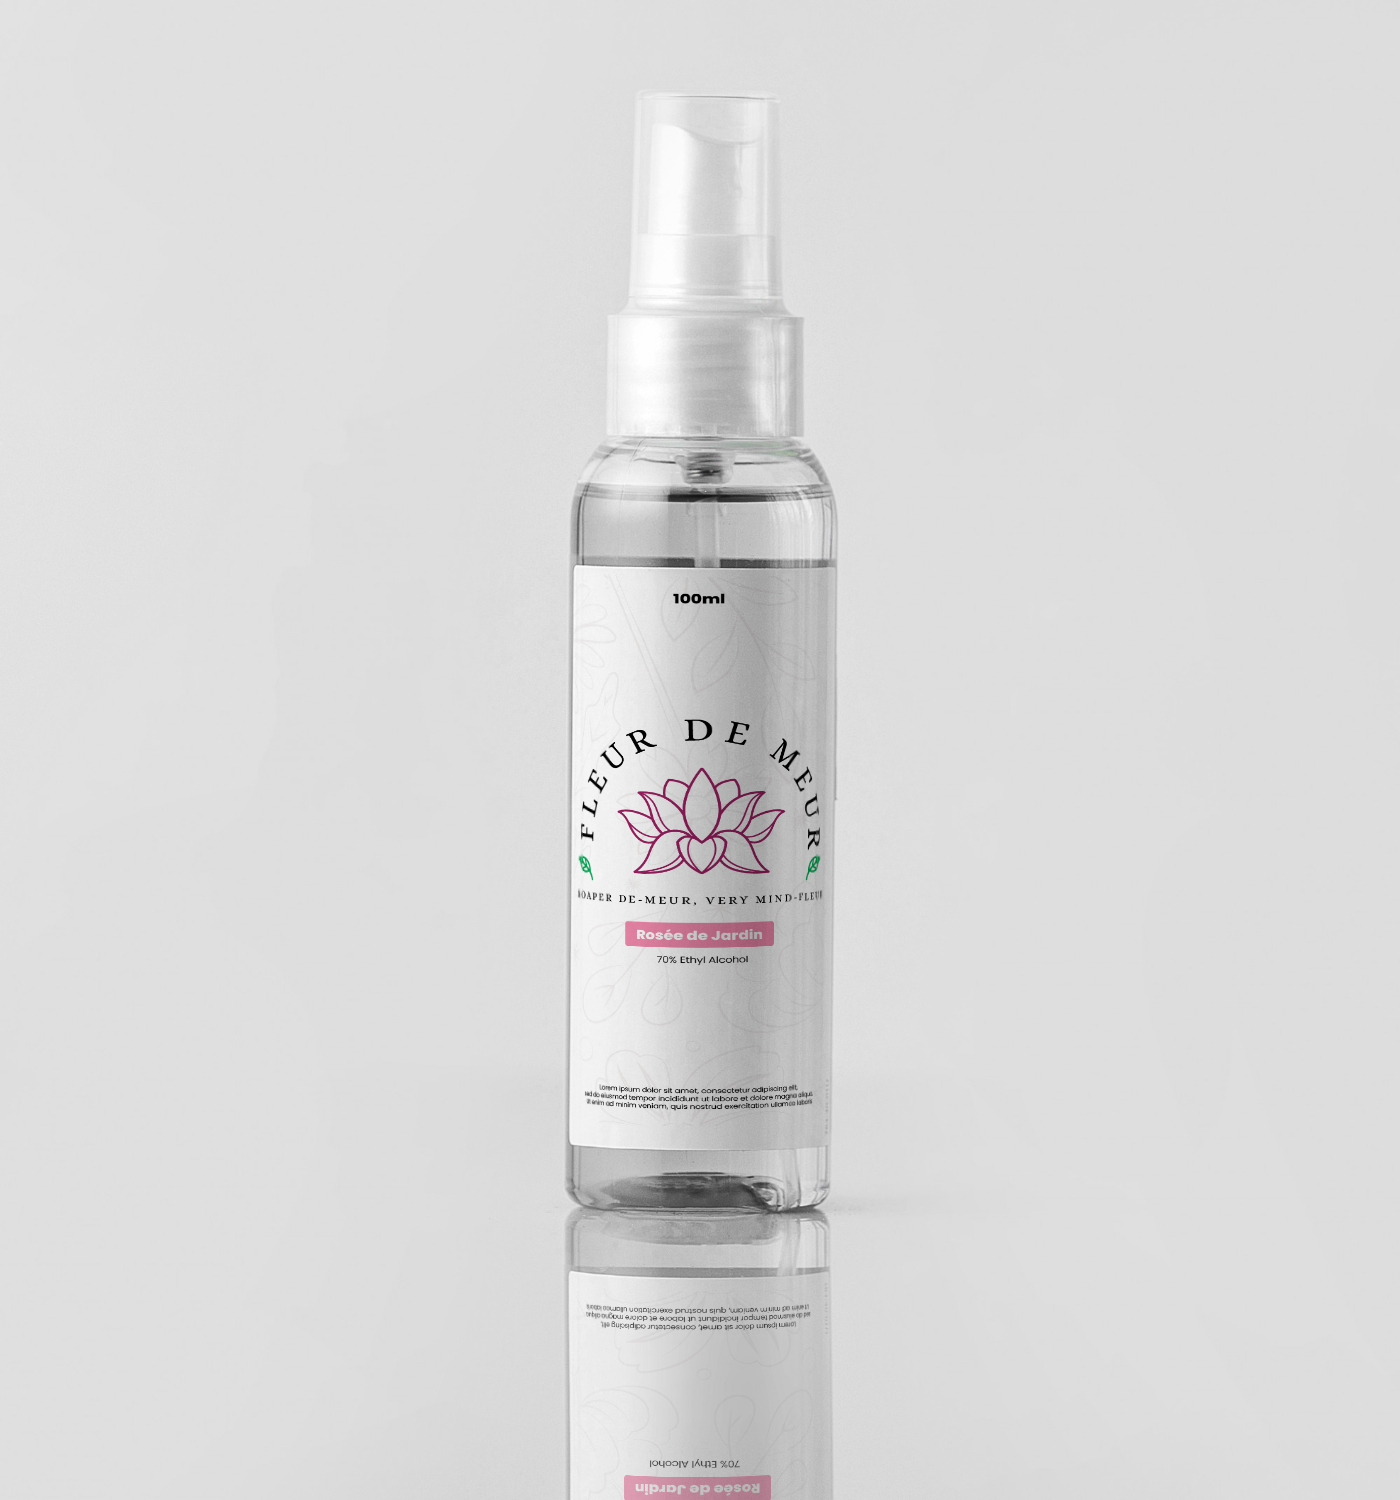 100ml
FLEUR DE MEUR
SOAPER DE-MEUR, VERY MIND-FLEUR
Rosée de Jardin
70% Ethyl Alcohol
Lorem ipsum dolor sit amet, consectetur adipiscing elit,
sed do eiusmod tempor incididunt ut labore et dolore magna aliqua.
Ut enim ad minim veniam, quis nostrud exercitation ullamco laboris